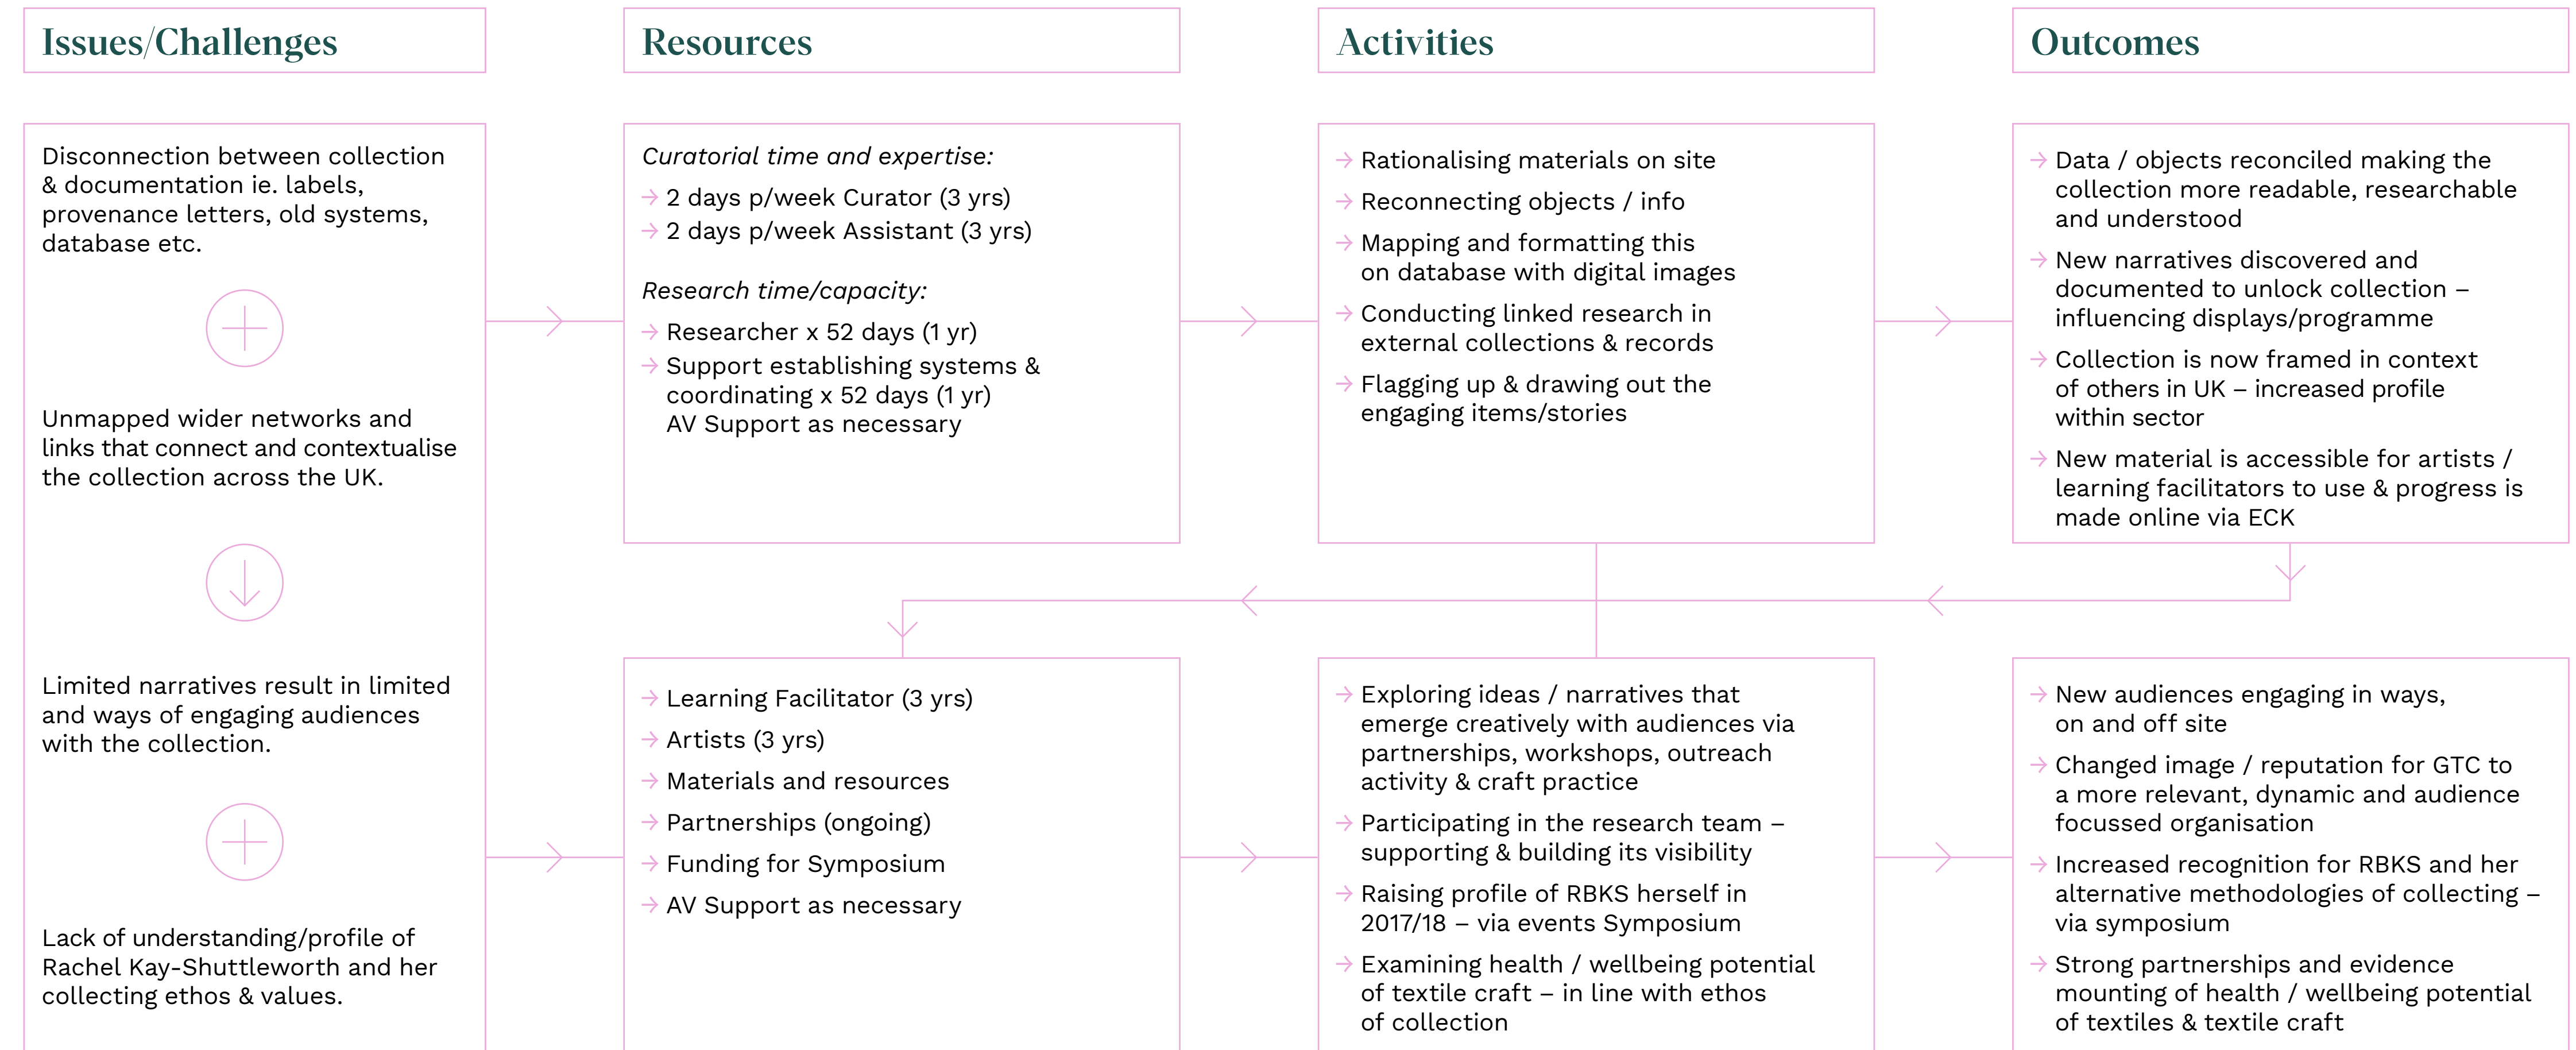 Issues/Challenges
Resources
Activities
Outcomes
Disconnection between collection
& documentation ie. labels,
provenance letters, old systems,
database etc.
Unmapped wider networks and
links that connect and contextualise
the collection across the UK.
Limited narratives result in limited
and ways of engaging audiences
with the collection.
Lack of understanding/profile of
Rachel Kay-Shuttleworth and her
collecting ethos & values.
Curatorial time and expertise:
→ 2 days p/week Curator (3 yrs)
→ 2 days p/week Assistant (3 yrs)
Research time/capacity:
→ Researcher x 52 days (1 yr)
→ Support establishing systems &
coordinating x 52 days (1 yr)
AV Support as necessary
→ Rationalising materials on site
→ Reconnecting objects / info
→ Mapping and formatting this
on database with digital images
→ Conducting linked research in
external collections & records
→ Flagging up & drawing out the
engaging items/stories
→ Data / objects reconciled making the
collection more readable, researchable
and understood
→ New narratives discovered and
documented to unlock collection –
influencing displays/programme
→ Collection is now framed in context
of others in UK – increased profile
within sector
→ New material is accessible for artists /
learning facilitators to use & progress is
made online via ECK
→ Learning Facilitator (3 yrs)
→ Artists (3 yrs)
→ Materials and resources
→ Partnerships (ongoing)
→ Funding for Symposium
→ AV Support as necessary
→ Exploring ideas / narratives that
emerge creatively with audiences via
partnerships, workshops, outreach
activity & craft practice
→ Participating in the research team –
supporting & building its visibility
→ Raising profile of RBKS herself in
2017/18 – via events Symposium
→ Examining health / wellbeing potential
of textile craft – in line with ethos
of collection
→ New audiences engaging in ways,
on and off site
→ Changed image / reputation for GTC to
a more relevant, dynamic and audience
focussed organisation
→ Increased recognition for RBKS and her
alternative methodologies of collecting –
via symposium
→ Strong partnerships and evidence
mounting of health / wellbeing potential
of textiles & textile craft